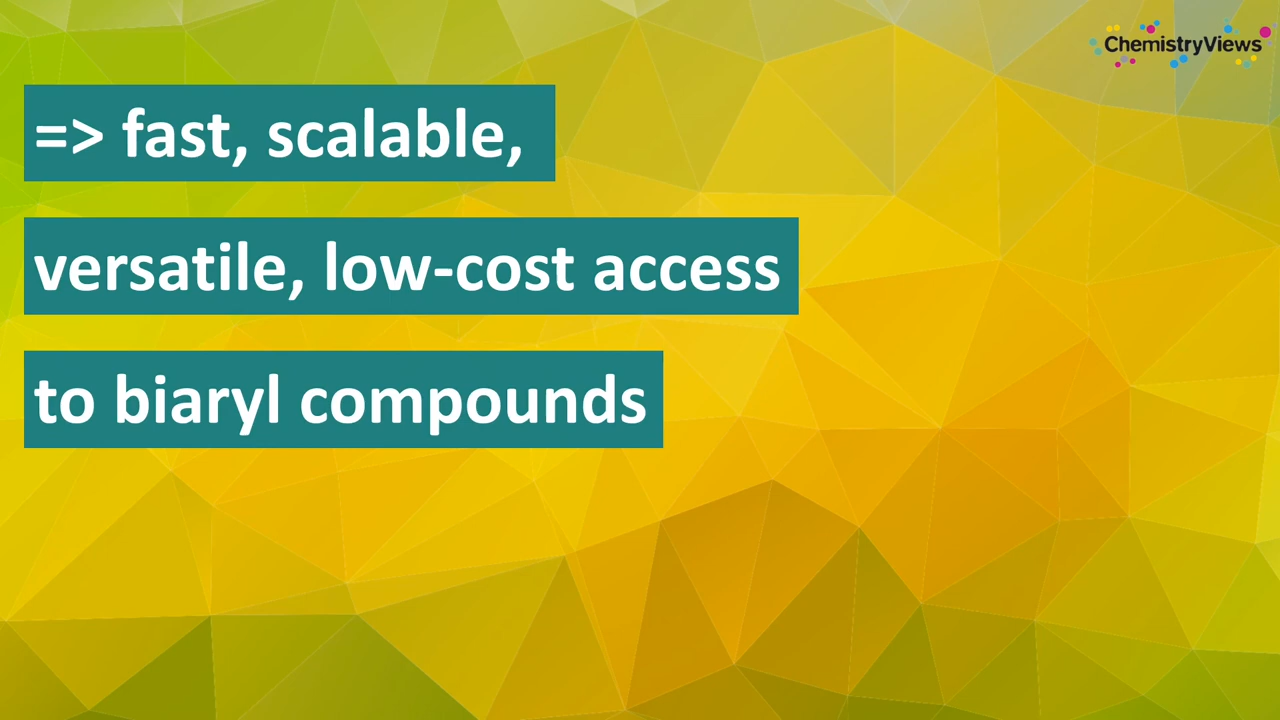 ChemistryViews
=> fast, scalable,
versatile, low-cost access
to biaryl compounds